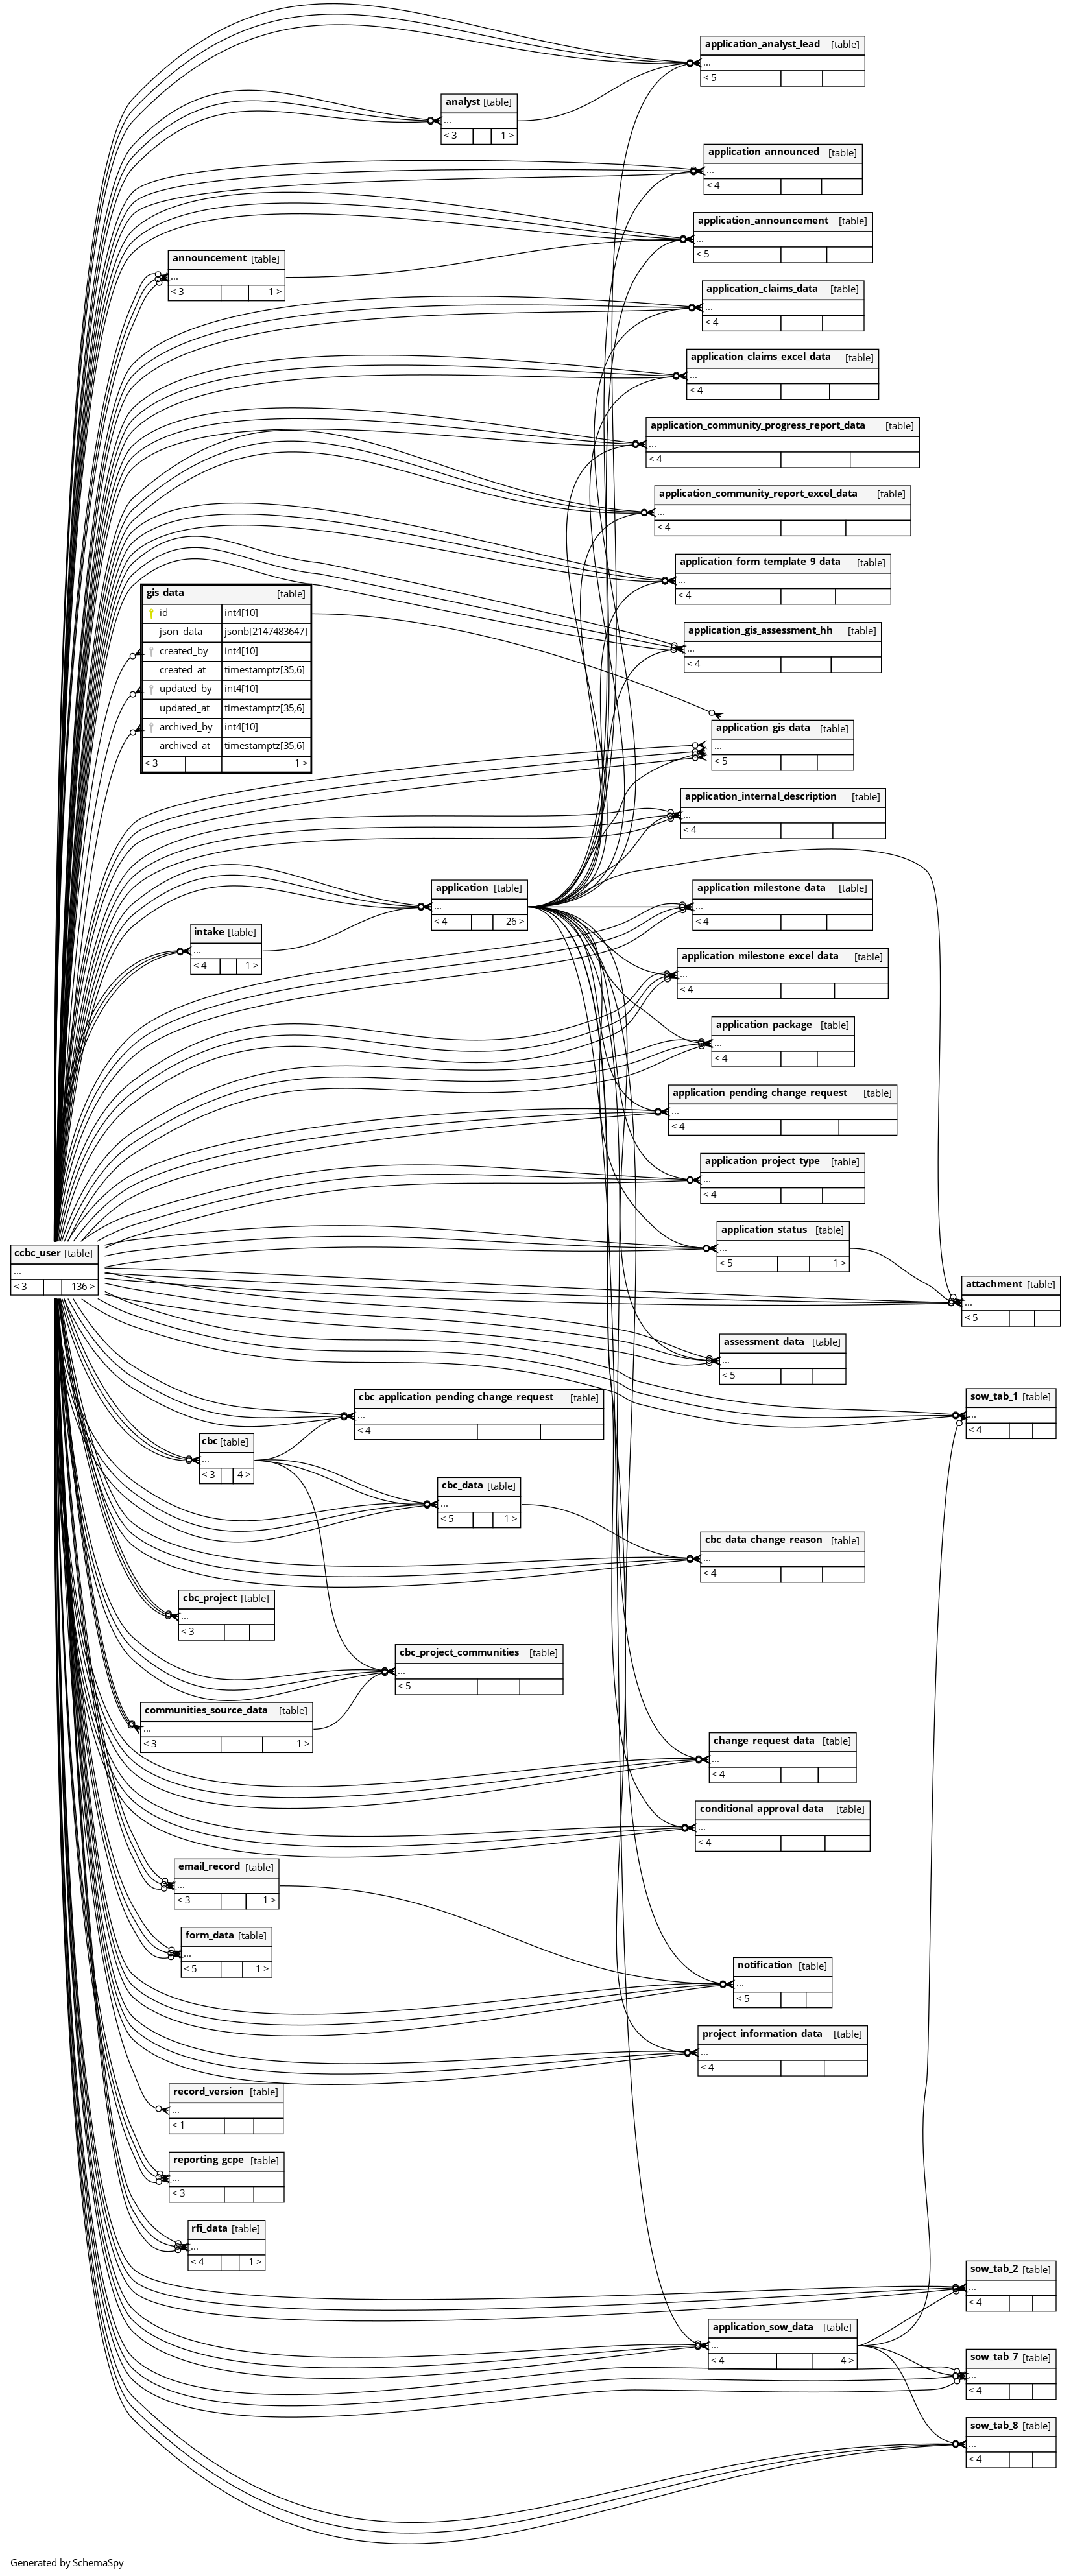 application_analyst_lead [table]
...
< 5
analyst [table]
...
< 3 1 >
application_announced [table]
...
< 4
application_announcement [table]
...
< 5
announcement [table]
...
< 3 1 >
application_claims_data [table]
...
< 4
application_claims_excel_data [table]
...
< 4
application_community_progress_report_data [table]
...
< 4
application_community_report_excel_data [table]
...
< 4
application_form_template_9_data [table]
...
< 4
gis_data [table]
id int4[10]
json_data jsonb[2147483647]
created_by int4[10]
created_at timestamptz[35,6]
updated_by int4[10]
updated_at timestamptz[35,6]
archived_by int4[10]
archived_at timestamptz[35,6]
< 3 1 >
application_gis_assessment_hh [table]
...
< 4
application_gis_data [table]
...
< 5
application_internal_description [table]
...
< 4
application [table]
...
< 4 26 >
application_milestone_data [table]
...
< 4
intake [table]
...
< 4 1 >
application_milestone_excel_data [table]
...
< 4
application_package [table]
...
< 4
application_pending_change_request [table]
...
< 4
application_project_type [table]
...
< 4
application_status [table]
...
< 5 1 >
ccbc_user [table]
...
< 3 136 >
attachment [table]
...
< 5
assessment_data [table]
...
< 5
cbc_application_pending_change_request [table]
...
< 4
sow_tab_1 [table]
...
< 4
cbc [table]
...
< 3 4 >
cbc_data [table]
...
< 5 1 >
cbc_data_change_reason [table]
...
< 4
cbc_project [table]
...
< 3
cbc_project_communities [table]
...
< 5
communities_source_data [table]
...
< 3 1 >
change_request_data [table]
...
< 4
conditional_approval_data [table]
...
< 4
email_record [table]
...
< 3 1 >
form_data [table]
...
< 5 1 >
notification [table]
...
< 5
project_information_data [table]
...
< 4
record_version [table]
...
< 1
reporting_gcpe [table]
...
< 3
rfi_data [table]
...
< 4 1 >
sow_tab_2 [table]
...
< 4
application_sow_data [table]
...
< 4 4 >
sow_tab_7 [table]
...
< 4
sow_tab_8 [table]
...
< 4
Generated by SchemaSpy